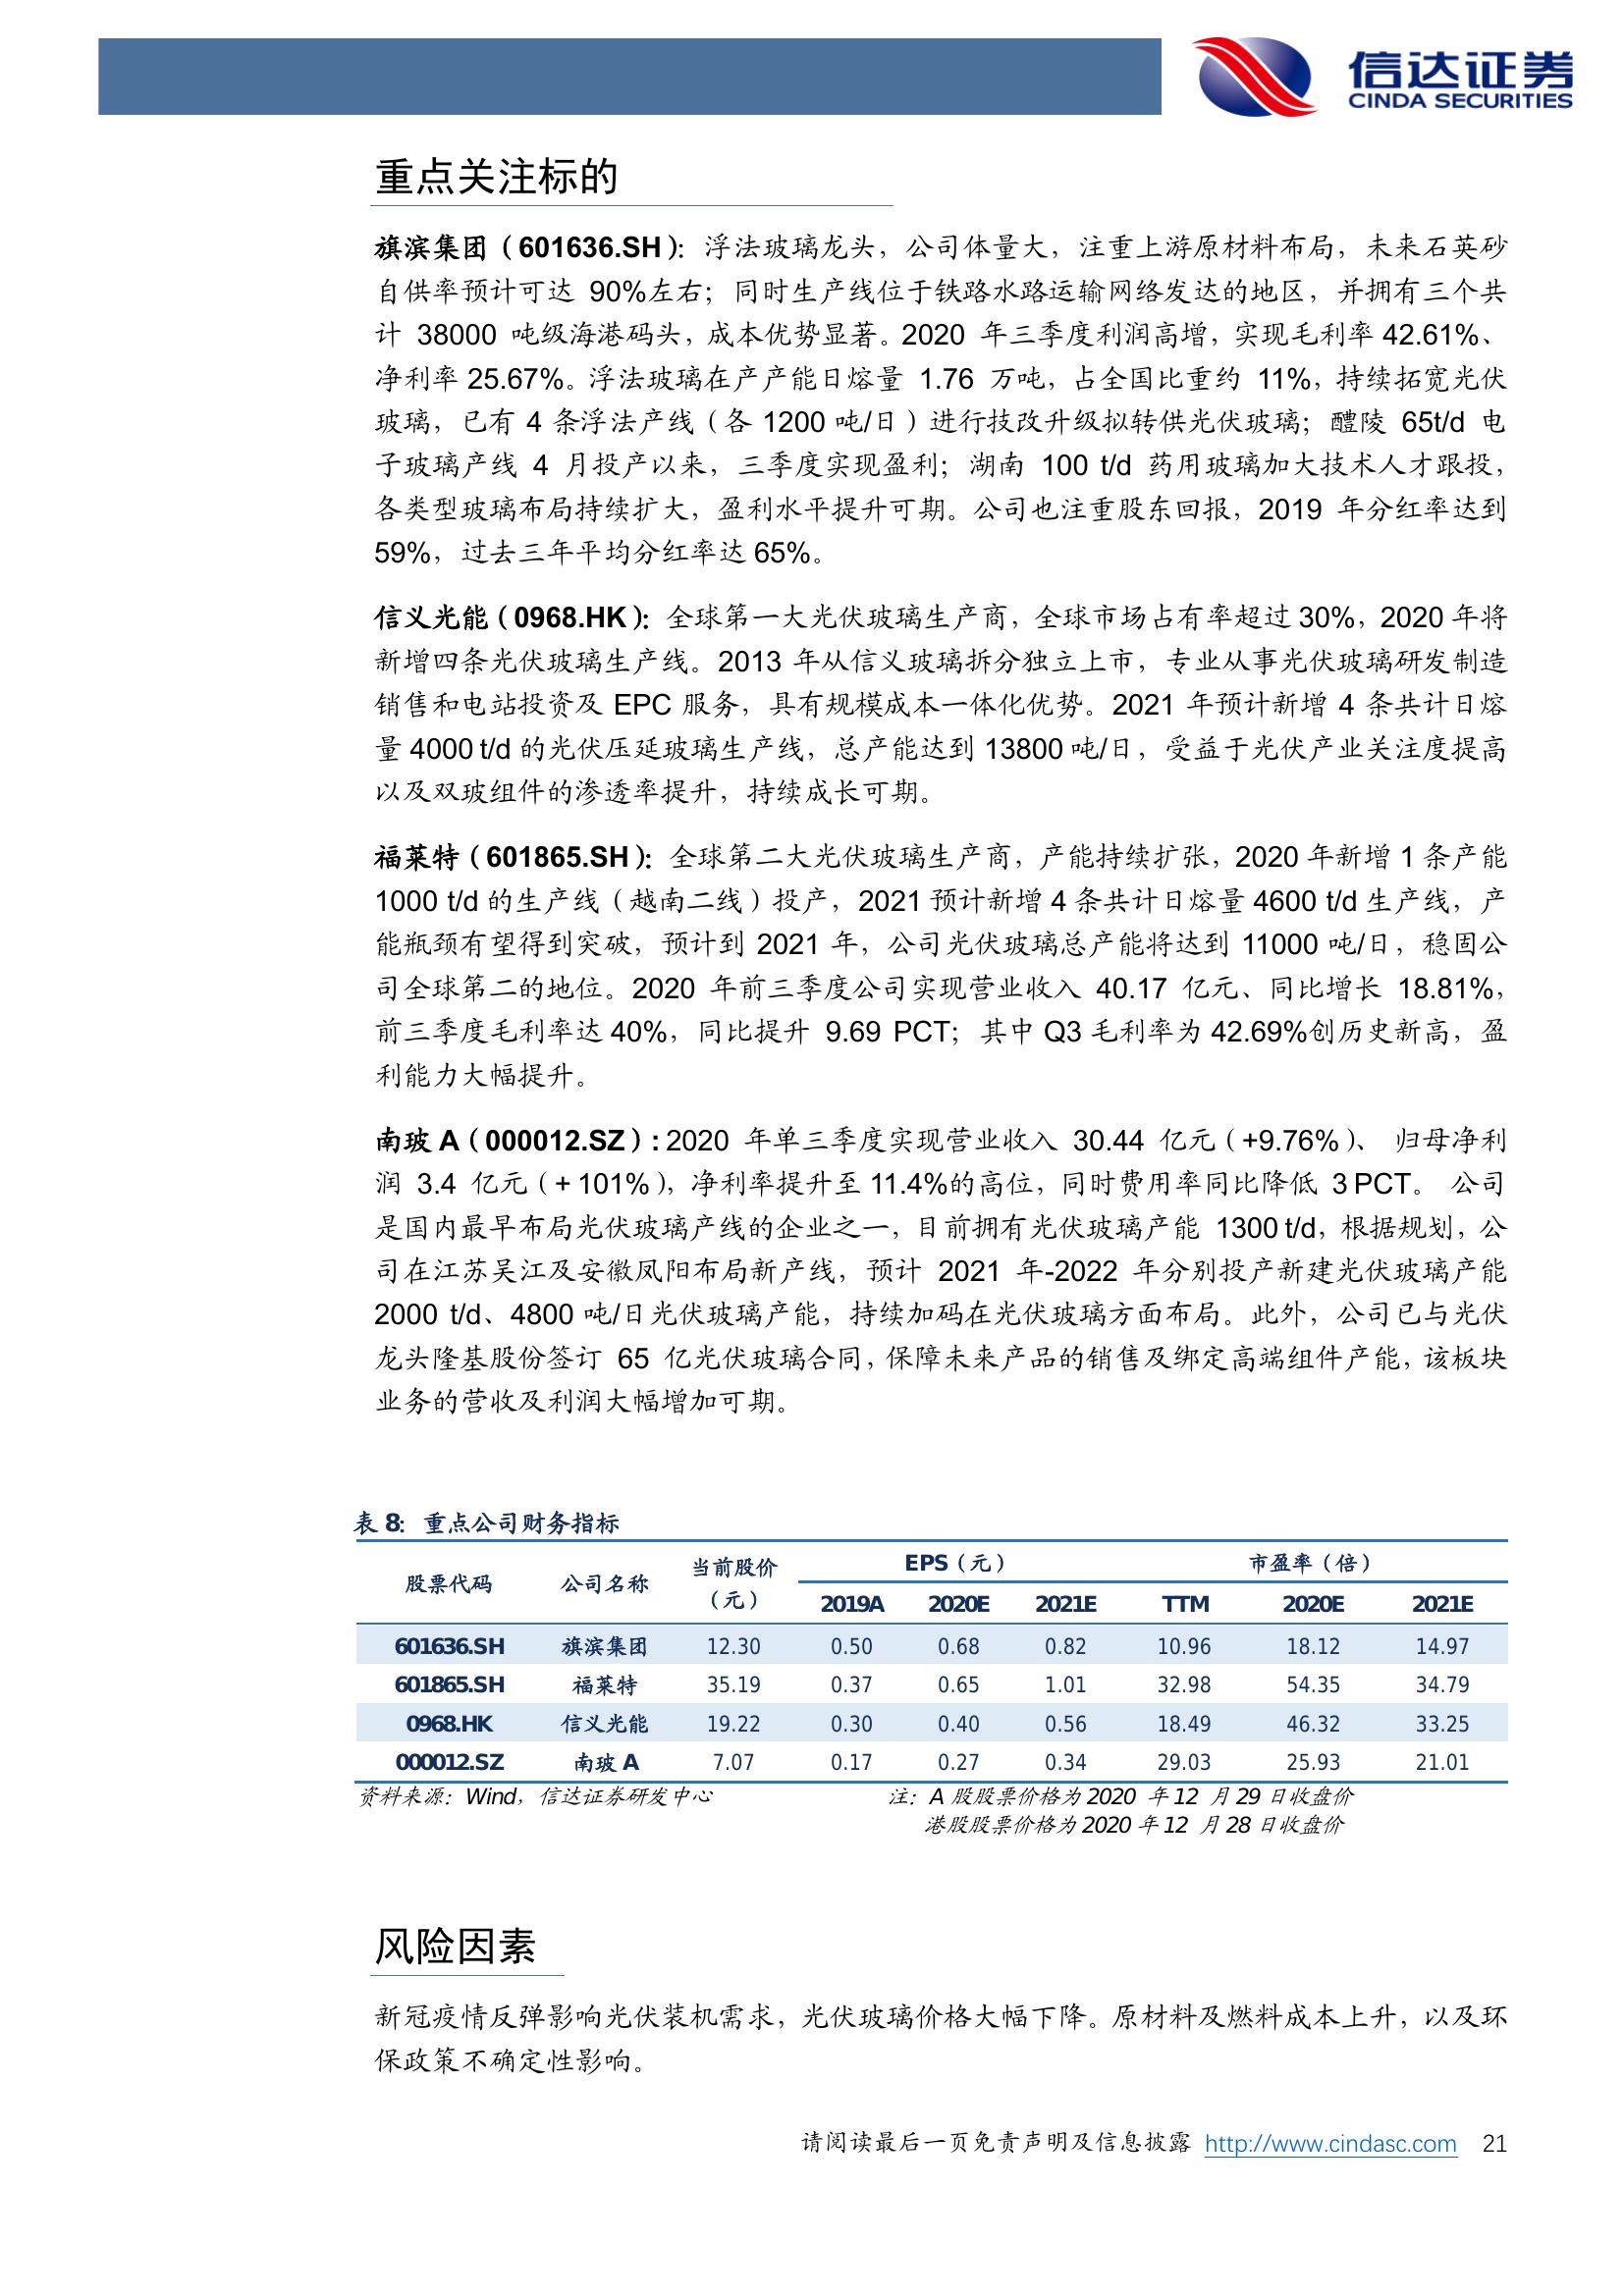 信达证券
CINDA SECURITIES
重点关注标的
旗滨集团（601636.SH）：浮法玻璃龙头，公司体量大，注重上游原材料布局，未来石英砂
自供率预计可达 90%左右；同时生产线位于铁路水路运输网络发达的地区，并拥有三个共
计 38000 吨级海港码头，成本优势显著。2020 年三季度利润高增，实现毛利率 42.61%、
净利率 25.67%。浮法玻璃在产产能日熔量 1.76 万吨，占全国比重约 11%，持续拓宽光伏
玻璃，已有 4 条浮法产线（各 1200 吨/日）进行技改升级拟转供光伏玻璃；醴陵 65t/d 电
子玻璃产线 4 月投产以来，三季度实现盈利；湖南 100 t/d 药用玻璃加大技术人才跟投，
各类型玻璃布局持续扩大，盈利水平提升可期。公司也注重股东回报，2019 年分红率达到
59%，过去三年平均分红率达 65%。
信义光能（0968.HK）：全球第一大光伏玻璃生产商，全球市场占有率超过 30%，2020 年将
新增四条光伏玻璃生产线。2013 年从信义玻璃拆分独立上市，专业从事光伏玻璃研发制造
销售和电站投资及 EPC 服务，具有规模成本一体化优势。2021 年预计新增 4 条共计日熔
量 4000 t/d 的光伏压延玻璃生产线，总产能达到 13800 吨/日，受益于光伏产业关注度提高
以及双玻组件的渗透率提升，持续成长可期。
福莱特（601865.SH）：全球第二大光伏玻璃生产商，产能持续扩张，2020 年新增 1 条产能
1000 t/d 的生产线（越南二线）投产，2021 预计新增 4 条共计日熔量 4600 t/d 生产线，产
能瓶颈有望得到突破，预计到 2021 年，公司光伏玻璃总产能将达到 11000 吨/日，稳固公
司全球第二的地位。2020 年前三季度公司实现营业收入 40.17 亿元、同比增长 18.81%，
前三季度毛利率达 40%，同比提升 9.69 PCT；其中 Q3 毛利率为 42.69%创历史新高，盈
利能力大幅提升。
南玻 A（000012.SZ）：2020 年单三季度实现营业收入 30.44 亿元（+9.76%）、 归母净利
润 3.4 亿元（+ 101%），净利率提升至 11.4%的高位，同时费用率同比降低 3 PCT。 公司
是国内最早布局光伏玻璃产线的企业之一，目前拥有光伏玻璃产能 1300 t/d，根据规划，公
司在江苏吴江及安徽凤阳布局新产线，预计 2021 年-2022 年分别投产新建光伏玻璃产能
2000 t/d、4800 吨/日光伏玻璃产能，持续加码在光伏玻璃方面布局。此外，公司已与光伏
龙头隆基股份签订 65 亿光伏玻璃合同，保障未来产品的销售及绑定高端组件产能，该板块
业务的营收及利润大幅增加可期。
表 8：重点公司财务指标
股票代码 公司名称 当前股价（元） EPS（元） 市盈率（倍）
2019A 2020E 2021E TTM 2020E 2021E
601636.SH 旗滨集团 12.30 0.50 0.68 0.82 10.96 18.12 14.97
601865.SH 福莱特 35.19 0.37 0.65 1.01 32.98 54.35 34.79
0968.HK 信义光能 19.22 0.30 0.40 0.56 18.49 46.32 33.25
000012.SZ 南玻 A 7.07 0.17 0.27 0.34 29.03 25.93 21.01
资料来源：Wind，信达证券研发中心 注：A 股股票价格为 2020 年 12 月 29 日收盘价
港股股票价格为 2020 年 12 月 28 日收盘价
风险因素
新冠疫情反弹影响光伏装机需求，光伏玻璃价格大幅下降。原材料及燃料成本上升，以及环
保政策不确定性影响。
请阅读最后一页免责声明及信息披露 http://www.cindasc.com 21